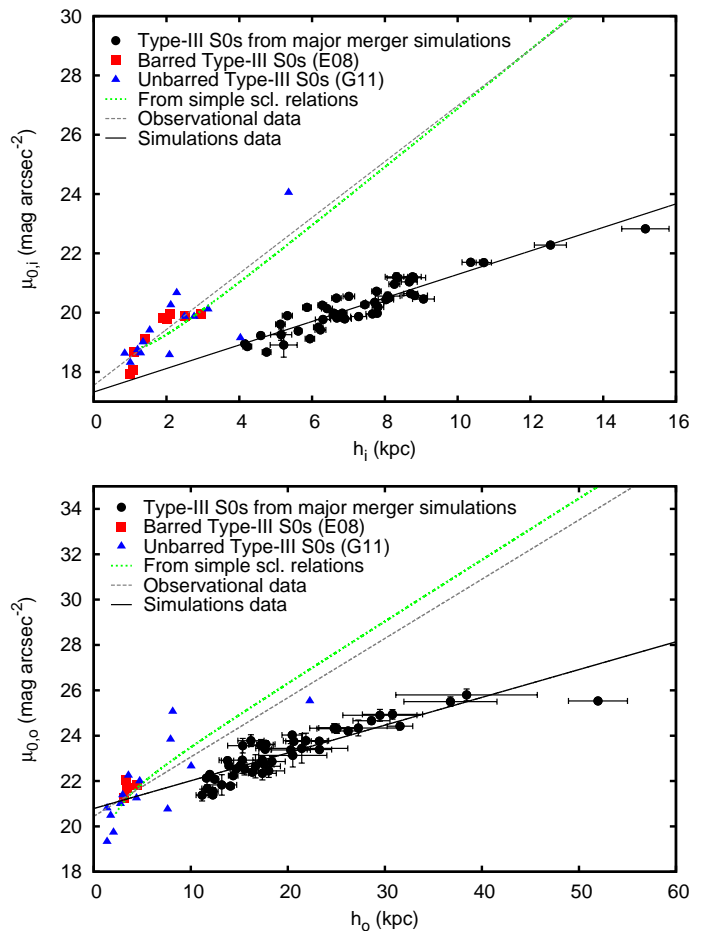 30
28
26
24
22
20
18
0 2 4 6 8 10 12 14 16
μ0,i (mag arcsec-2)
hi (kpc)
Type-III S0s from major merger simulations
Barred Type-III S0s (E08)
Unbarred Type-III S0s (G11)
From simple scl. relations
Observational data
Simulations data
34
32
30
28
26
24
22
20
18
0 10 20 30 40 50 60
μ0,o (mag arcsec-2)
ho (kpc)
Type-III S0s from major merger simulations
Barred Type-III S0s (E08)
Unbarred Type-III S0s (G11)
From simple scl. relations
Observational data
Simulations data